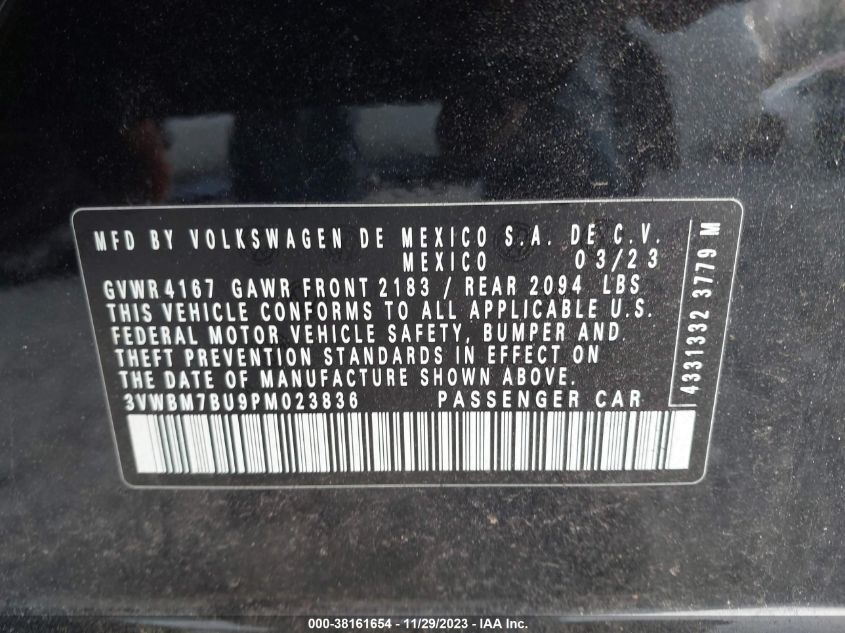 MFD BY VOLKSWAGEN DE MEXICO S.A. DE C.V.
MEXICO 03/23
GVWR 4167 GAWR FRONT 2183 / REAR 2094 LBS
THIS VEHICLE CONFORMS TO ALL APPLICABLE U.S.
FEDERAL MOTOR VEHICLE SAFETY, BUMPER AND
THEFT PREVENTION STANDARDS IN EFFECT ON
THE DATE OF MANUFACTURE SHOWN ABOVE.
3VWBM7BU9PM023836 PASSENGER CAR
4331332 3779 M
000-38161654 - 11/29/2023 - IAA Inc.